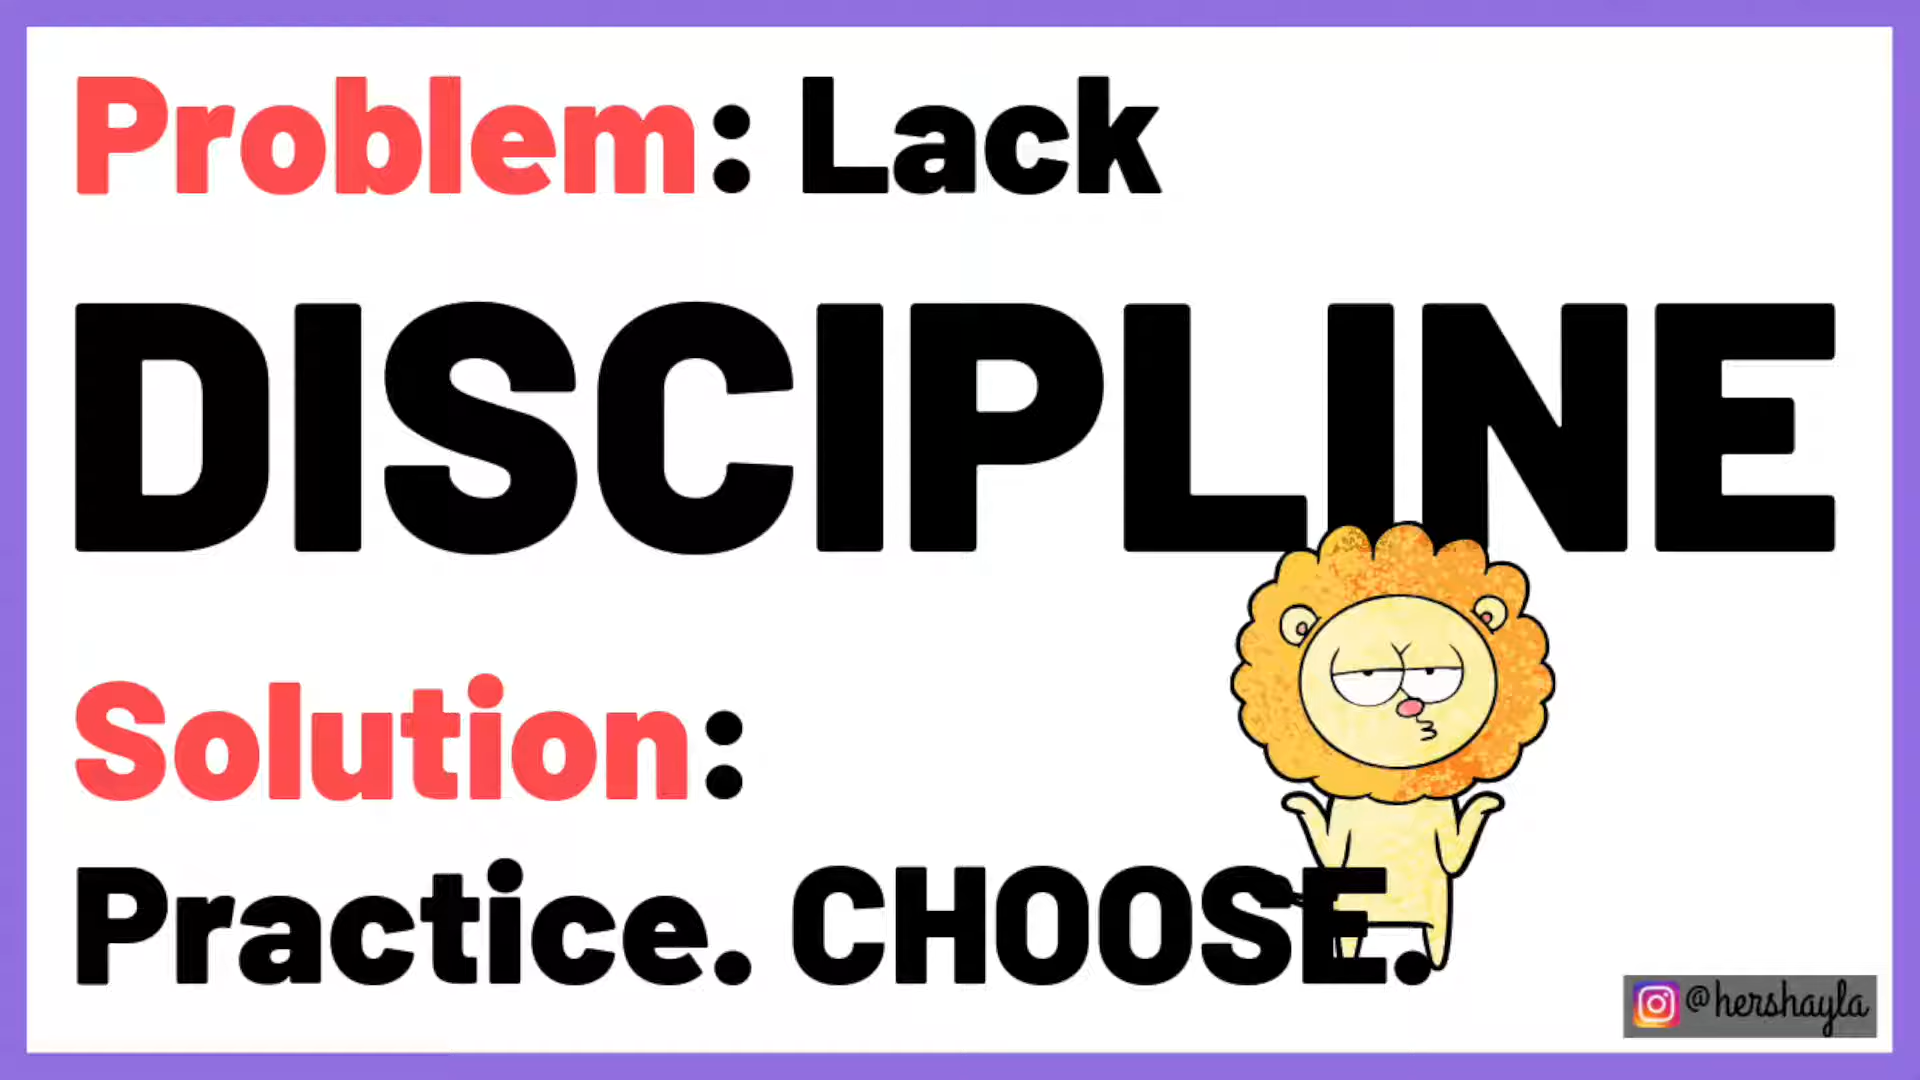 Problem: Lack
DISCIPLINE
Solution:
Practice. CHOOSE.
@hershayla